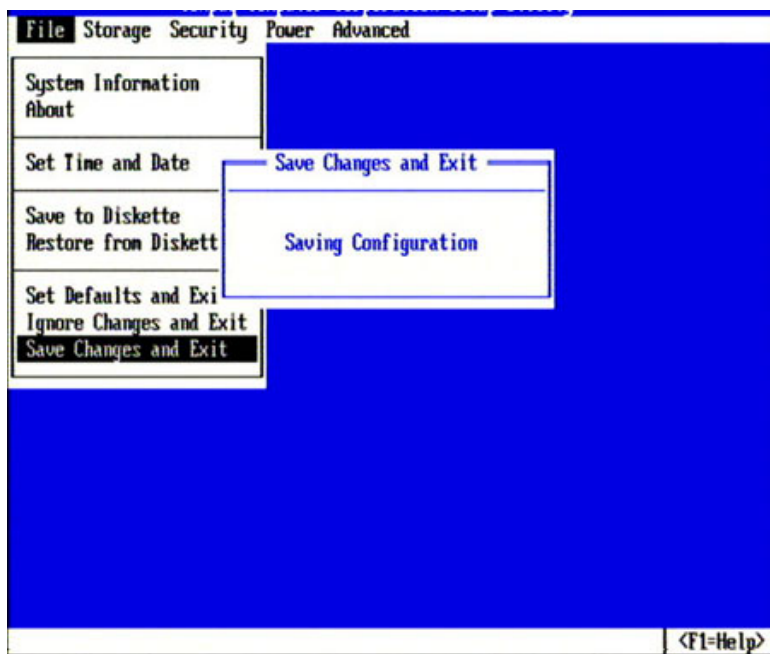 File Storage Security Power Advanced
System Information
About
Set Time and Date
Save to Diskette
Restore from Diskett
Set Defaults and Exi
Ignore Changes and Exit
Save Changes and Exit
Save Changes and Exit
Saving Configuration
<F1=Help>